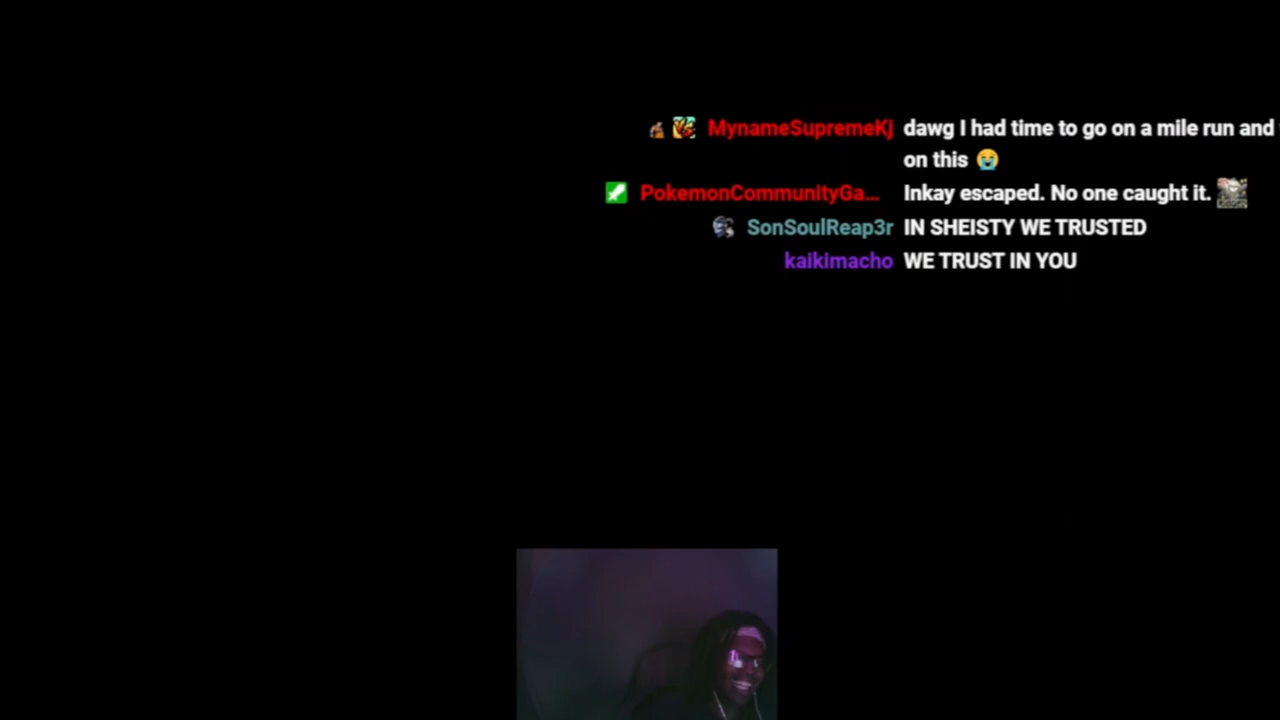 MynameSupremeKj dawg I had time to go on a mile run and
on this 😭
PokemonCommunityGa... Inkay escaped. No one caught it.
SonSoulReap3r IN SHEISTY WE TRUSTED
kaikimacho WE TRUST IN YOU